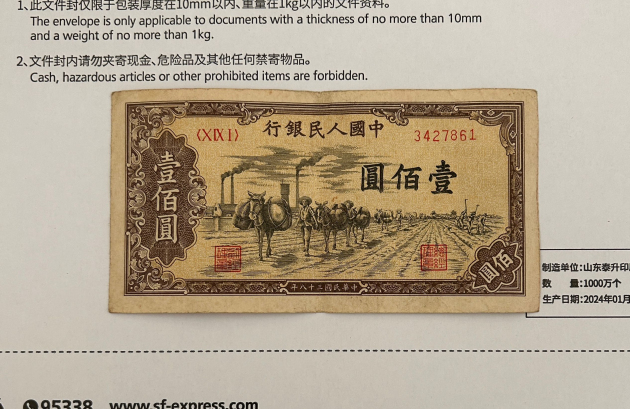 1、此文件封仅限于包装厚度在10mm以内、重量在1kg以内的文件资料。
The envelope is only applicable to documents with a thickness of no more than 10mm
and a weight of no more than 1kg.
2、文件封内请勿夹寄现金、危险品及其他任何禁寄物品。
Cash, hazardous articles or other prohibited items are forbidden.
行銀民人國中
〈ⅩⅨⅠ〉
3427861
壹佰圓
圓佰壹
佰圓
年八十二國民華中
制造单位:山东泰升印
数 量:1000万个
生产日期:2024年01月
95338 www.sf-express.com